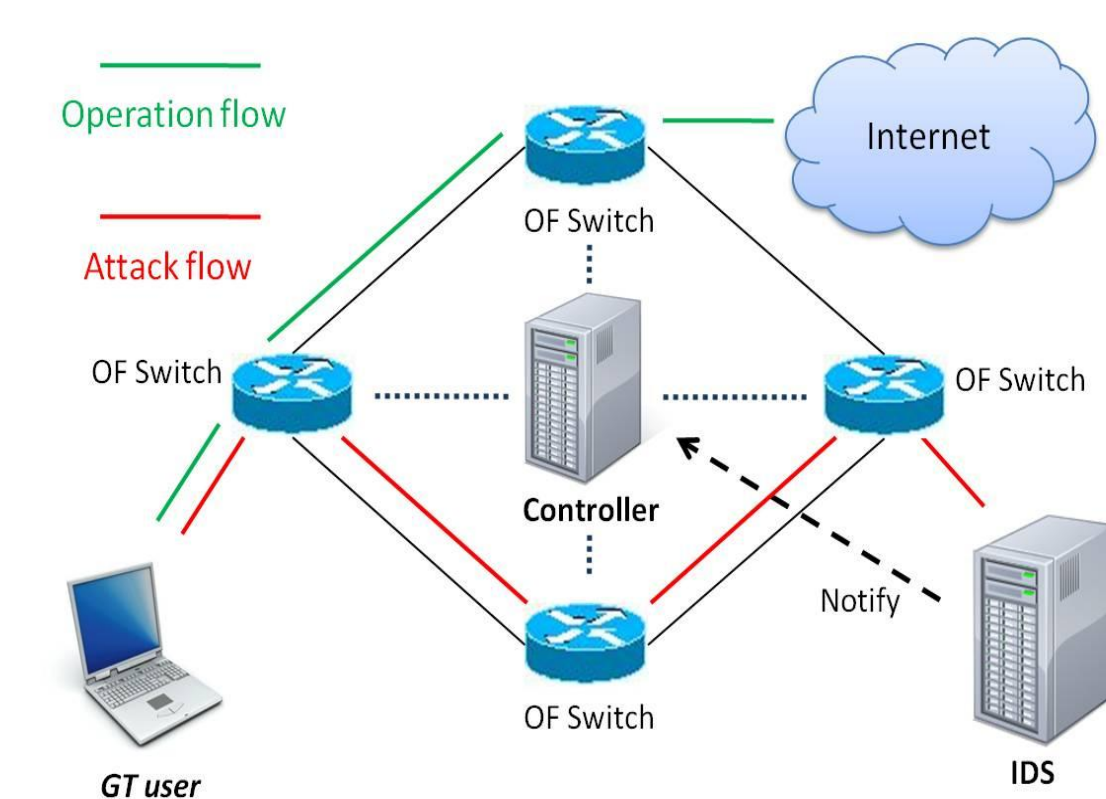 Operation flow
Internet
OF Switch
Attack flow
OF Switch
OF Switch
Controller
Notify
OF Switch
GT user
IDS